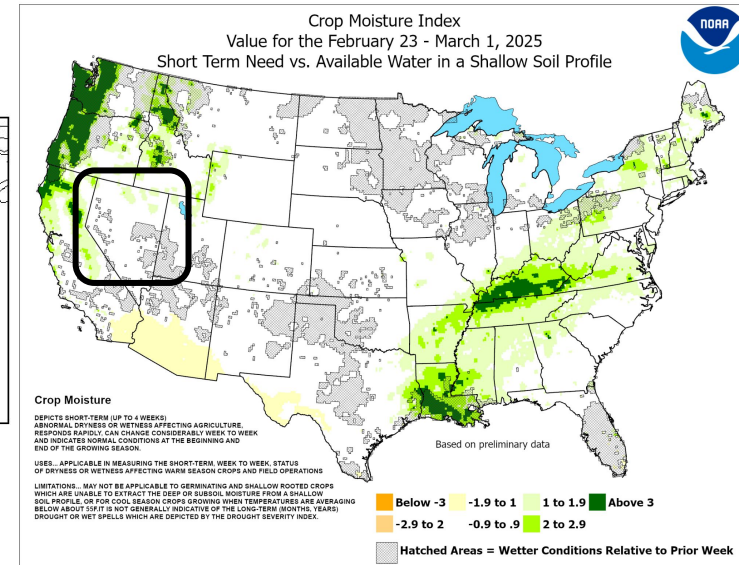 Crop Moisture Index
Value for the February 23 - March 1, 2025
Short Term Need vs. Available Water in a Shallow Soil Profile
NOAA
Crop Moisture
DEPICTS SHORT-TERM (UP TO 4 WEEKS)
ABNORMAL DRYNESS OR WETNESS AFFECTING AGRICULTURE,
RESPONDS RAPIDLY, CAN CHANGE CONSIDERABLY WEEK TO WEEK
AND INDICATES NORMAL CONDITIONS AT THE BEGINNING AND
END OF THE GROWING SEASON.
USES... APPLICABLE IN MEASURING THE SHORT-TERM, WEEK TO WEEK, STATUS
OF DRYNESS OR WETNESS AFFECTING WARM SEASON CROPS AND FIELD OPERATIONS
LIMITATIONS... MAY NOT BE APPLICABLE TO GERMINATING AND SHALLOW ROOTED CROPS
WHICH ARE UNABLE TO EXTRACT THE DEEP OR SUBSOIL MOISTURE FROM A SHALLOW
SOIL PROFILE, OR FOR COOL SEASON CROPS GROWING WHEN TEMPERATURES ARE AVERAGING
BELOW ABOUT 55F.IT IS NOT GENERALLY INDICATIVE OF THE LONG-TERM (MONTHS, YEARS)
DROUGHT OR WET SPELLS WHICH ARE DEPICTED BY THE DROUGHT SEVERITY INDEX.
Based on preliminary data
Below -3 -1.9 to 1 1 to 1.9 Above 3
-2.9 to 2 -0.9 to .9 2 to 2.9
Hatched Areas = Wetter Conditions Relative to Prior Week